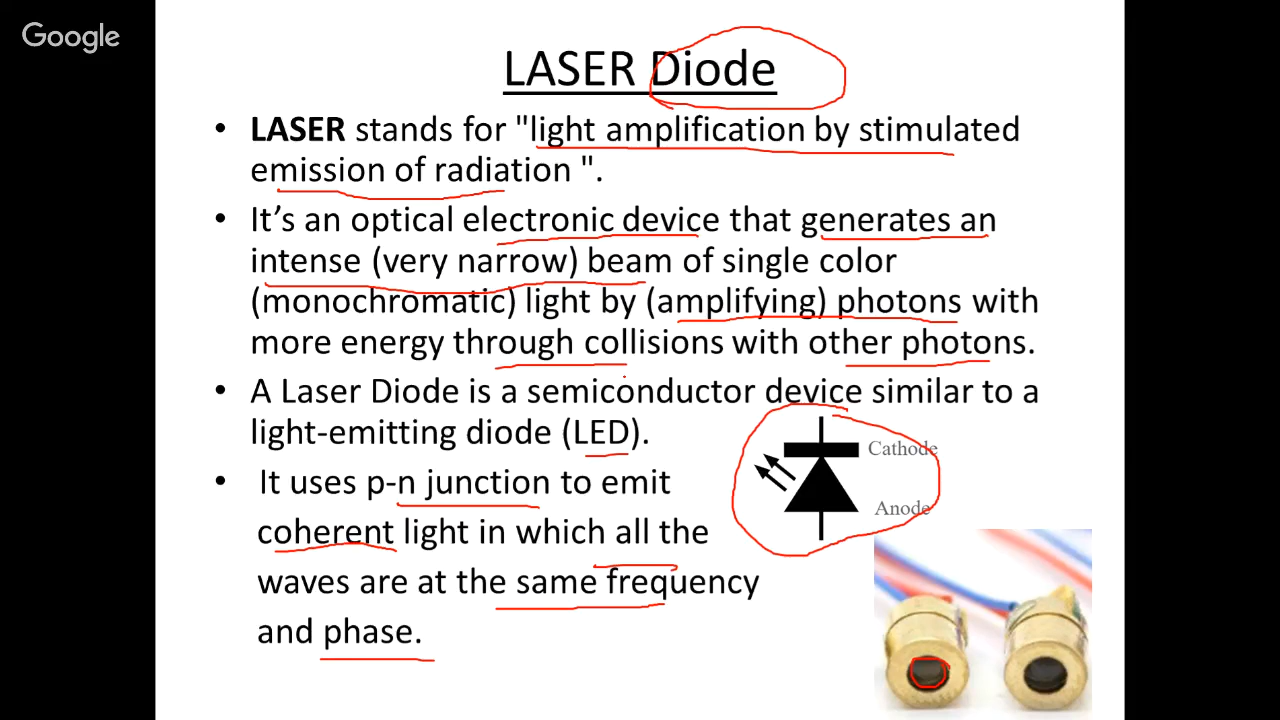 Google
LASER Diode
• LASER stands for "light amplification by stimulated
emission of radiation ".
• It’s an optical electronic device that generates an
intense (very narrow) beam of single color
(monochromatic) light by (amplifying) photons with
more energy through collisions with other photons.
• A Laser Diode is a semiconductor device similar to a
light-emitting diode (LED).
Cathode
Anode
• It uses p-n junction to emit
coherent light in which all the
waves are at the same frequency
and phase.